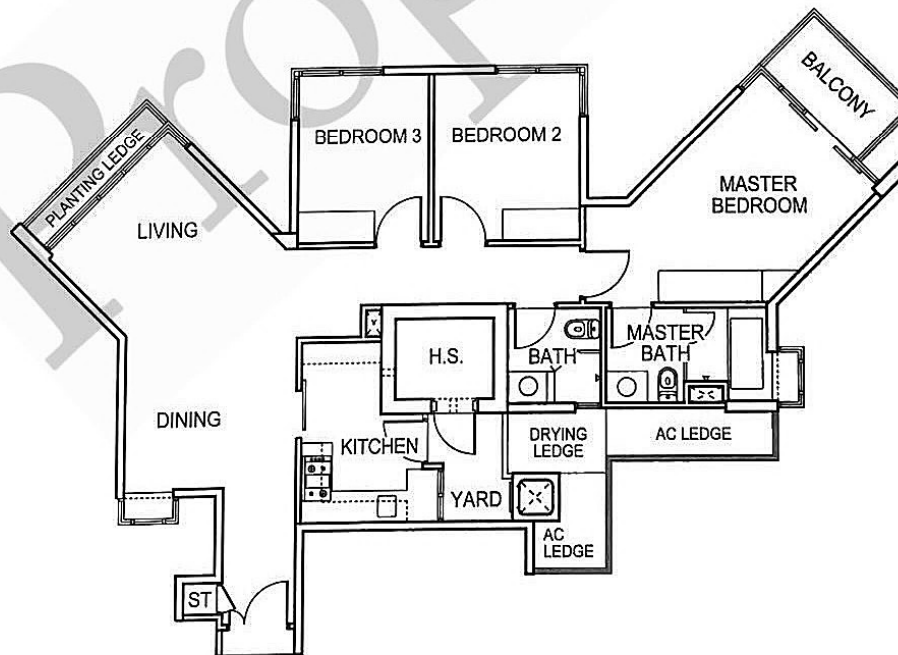 Prop
BALCONY
BEDROOM 3
BEDROOM 2
PLANTING LEDGE
MASTER
BEDROOM
LIVING
MASTER
BATH
H.S.
BATH
DINING
KITCHEN
DRYING
LEDGE
AC LEDGE
YARD
AC
LEDGE
ST